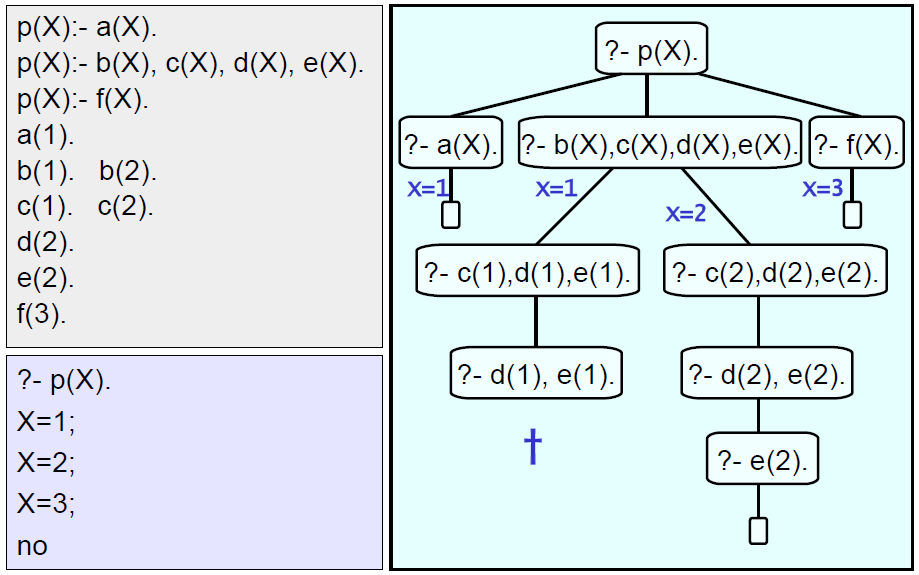 p(X):- a(X).
p(X):- b(X), c(X), d(X), e(X).
p(X):- f(X).
a(1).
b(1). b(2).
c(1). c(2).
d(2).
e(2).
f(3).
?- p(X).
X=1;
X=2;
X=3;
no
?- p(X).
?- a(X).
?- b(X),c(X),d(X),e(X).
?- f(X).
X=1
X=1
X=2
X=3
?- c(1),d(1),e(1).
?- c(2),d(2),e(2).
?- d(1), e(1).
?- d(2), e(2).
†
?- e(2).